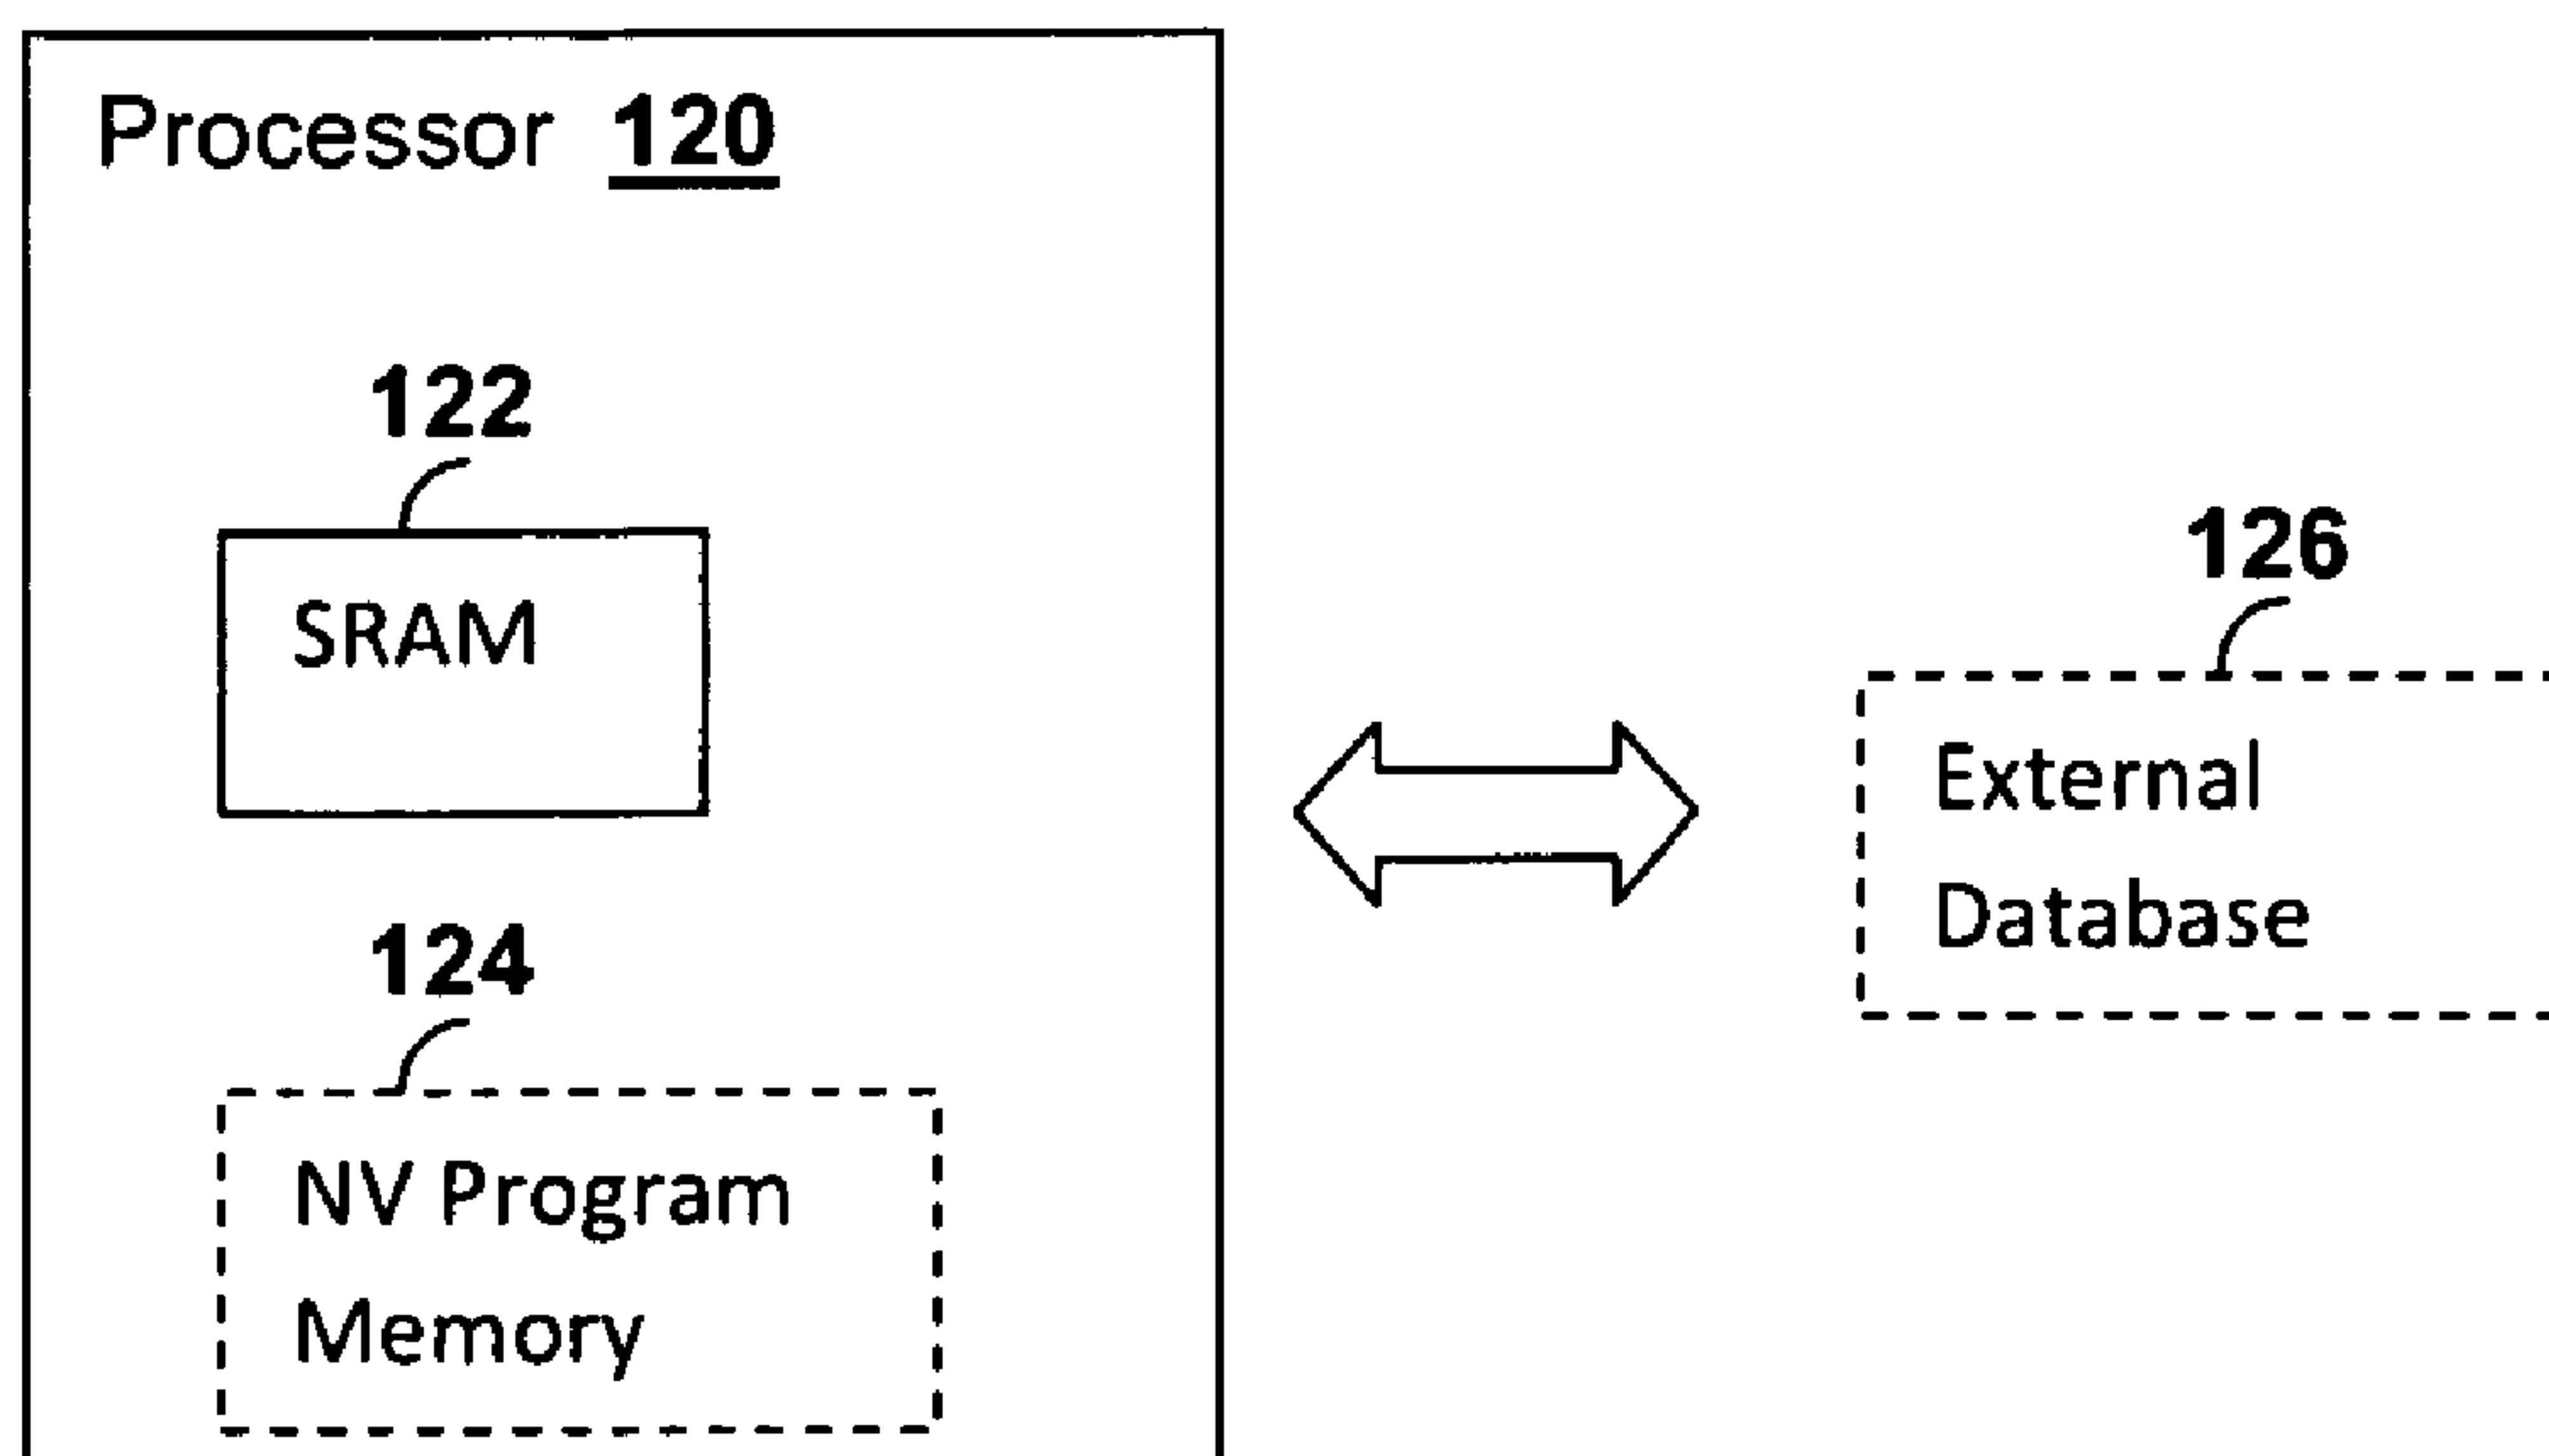 Processor 120
122
SRAM
124
NV Program
Memory
126
External
Database